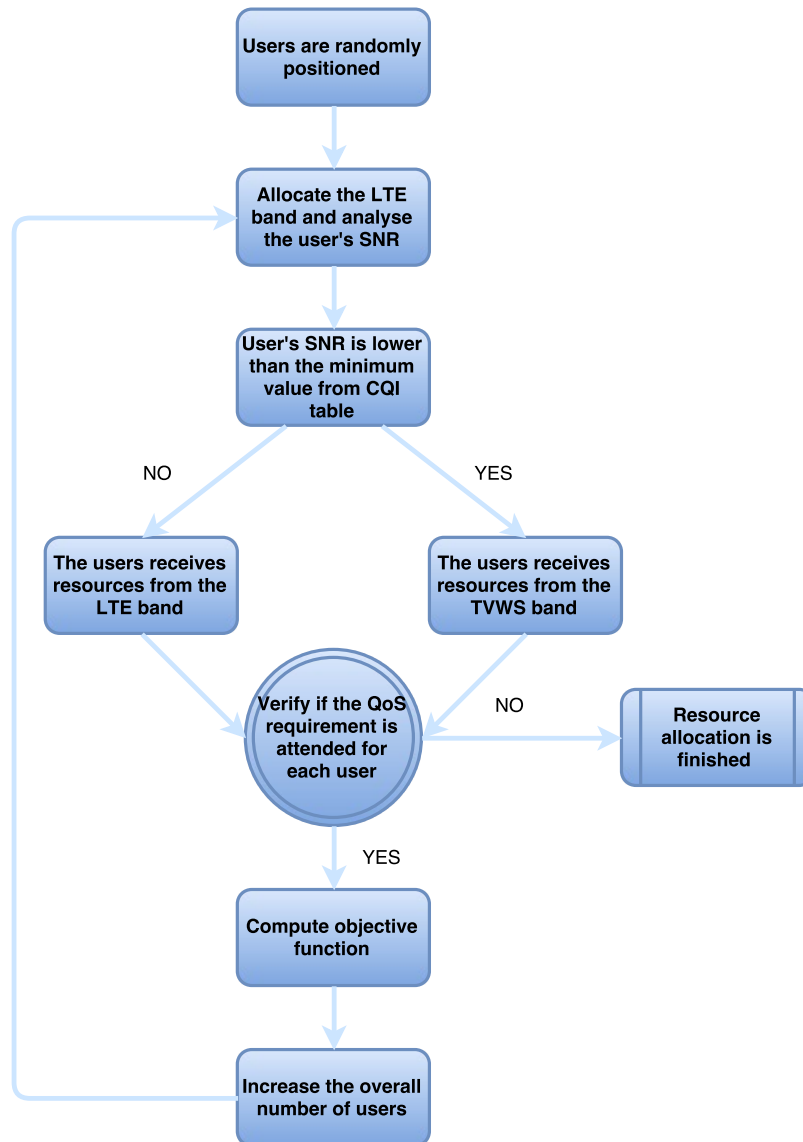 Users are randomly
positioned
Allocate the LTE
band and analyse
the user's SNR
User's SNR is lower
than the minimum
value from CQI
table
NO
YES
The users receives
resources from the
LTE band
The users receives
resources from the
TVWS band
Verify if the QoS
requirement is
attended for
each user
NO
Resource
allocation is
finished
YES
Compute objective
function
Increase the overall
number of users